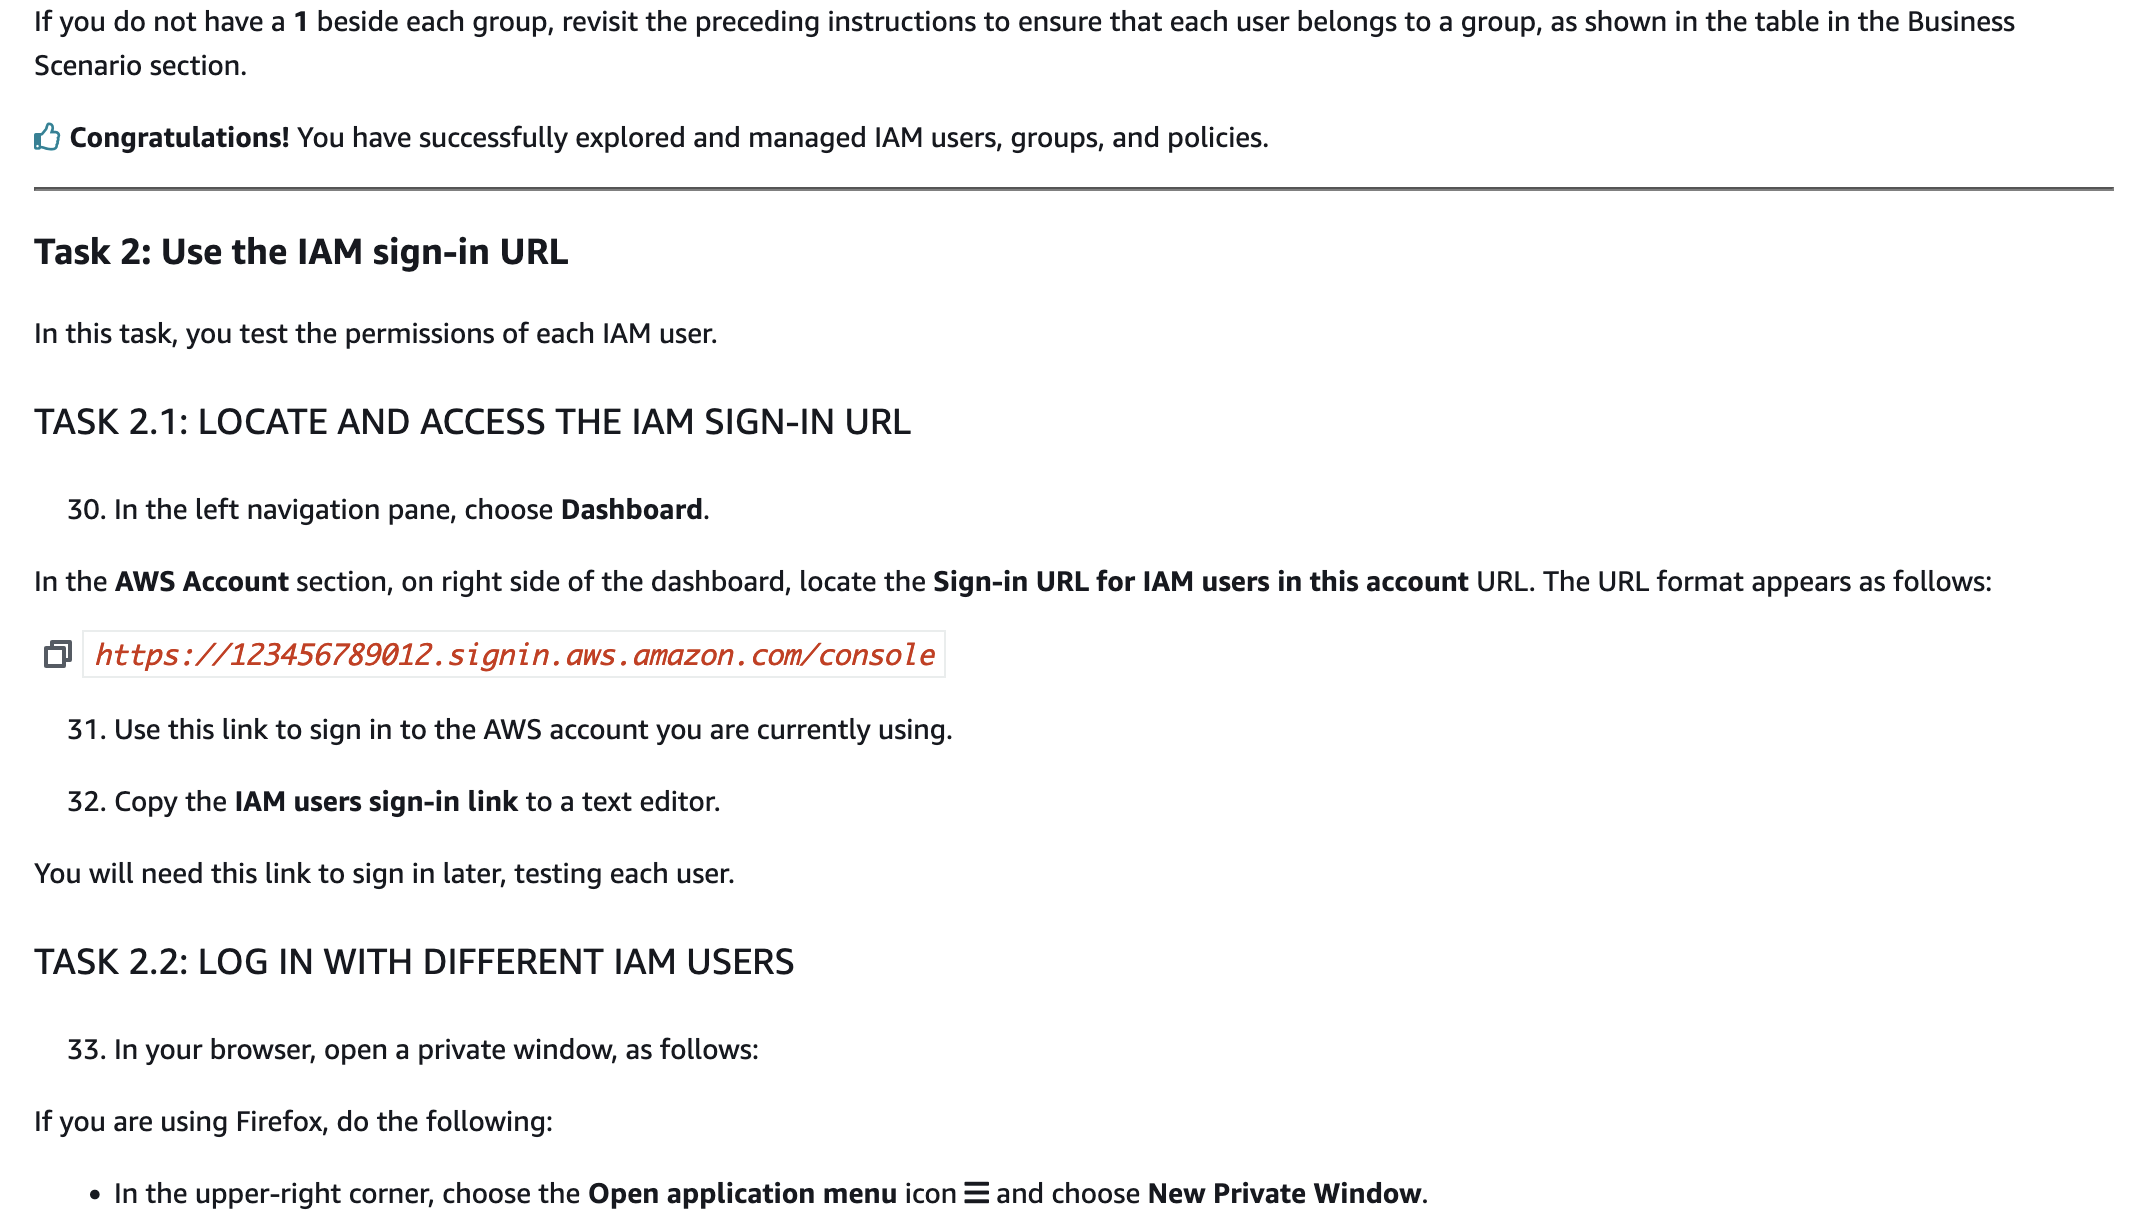 If you do not have a 1 beside each group, revisit the preceding instructions to ensure that each user belongs to a group, as shown in the table in the Business
Scenario section.
Congratulations! You have successfully explored and managed IAM users, groups, and policies.
Task 2: Use the IAM sign-in URL
In this task, you test the permissions of each IAM user.
TASK 2.1: LOCATE AND ACCESS THE IAM SIGN-IN URL
30. In the left navigation pane, choose Dashboard.
In the AWS Account section, on right side of the dashboard, locate the Sign-in URL for IAM users in this account URL. The URL format appears as follows:
https://123456789012.signin.aws.amazon.com/console
31. Use this link to sign in to the AWS account you are currently using.
32. Copy the IAM users sign-in link to a text editor.
You will need this link to sign in later, testing each user.
TASK 2.2: LOG IN WITH DIFFERENT IAM USERS
33. In your browser, open a private window, as follows:
If you are using Firefox, do the following:
• In the upper-right corner, choose the Open application menu icon ☰ and choose New Private Window.